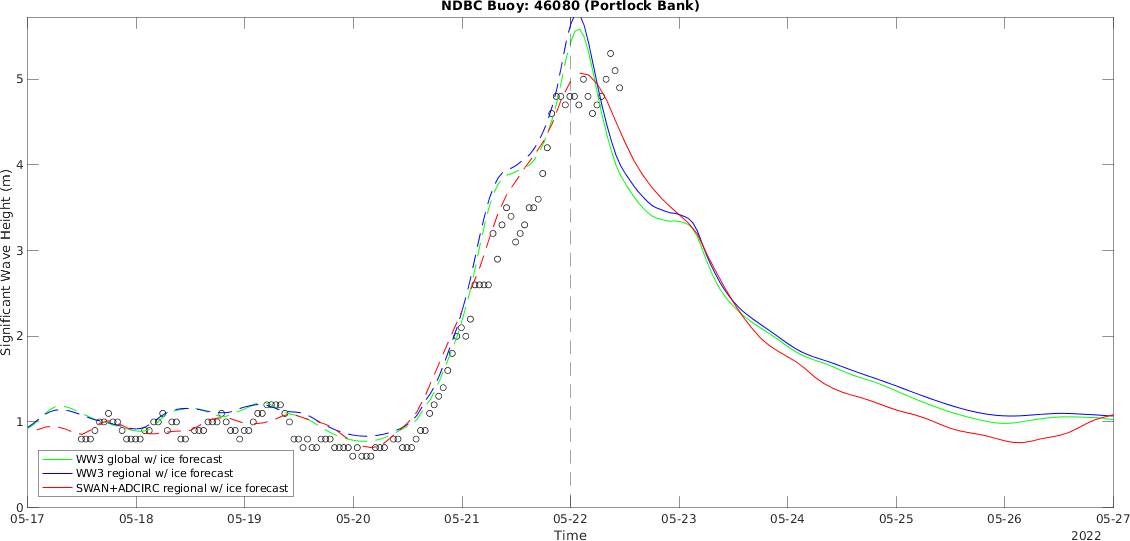 NDBC Buoy: 46080 (Portlock Bank)
Significant Wave Height (m)
5
4
3
2
1
0
WW3 global w/ ice forecast
WW3 regional w/ ice forecast
SWAN+ADCIRC regional w/ ice forecast
05-17 05-18 05-19 05-20 05-21 05-22 05-23 05-24 05-25 05-26 05-27
Time
2022